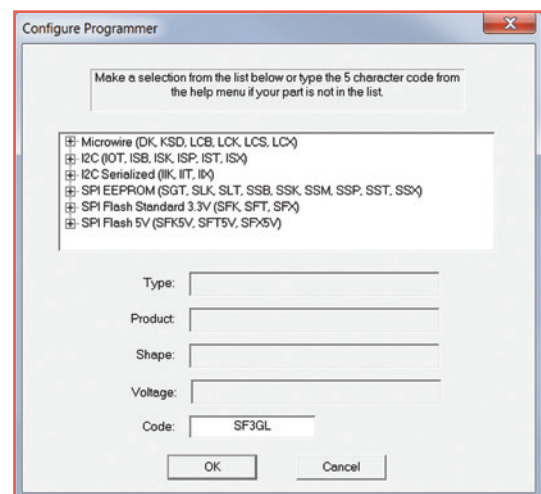 Configure Programmer
X
Make a selection from the list below or type the 5 character code from
the help menu if your part is not in the list.
Microwire (DK, KSD, LCB, LCK, LCS, LCX)
I2C (IOT, ISB, ISK, ISP, IST, ISX)
I2C Serialized (IIK, IIT, IIX)
SPI EEPROM (SGT, SLK, SLT, SSB, SSK, SSM, SSP, SST, SSX)
SPI Flash Standard 3.3V (SFK, SFT, SFX)
SPI Flash 5V (SFK5V, SFT5V, SFX5V)
Type:
Product:
Shape:
Voltage:
Code: SF3GL
OK Cancel